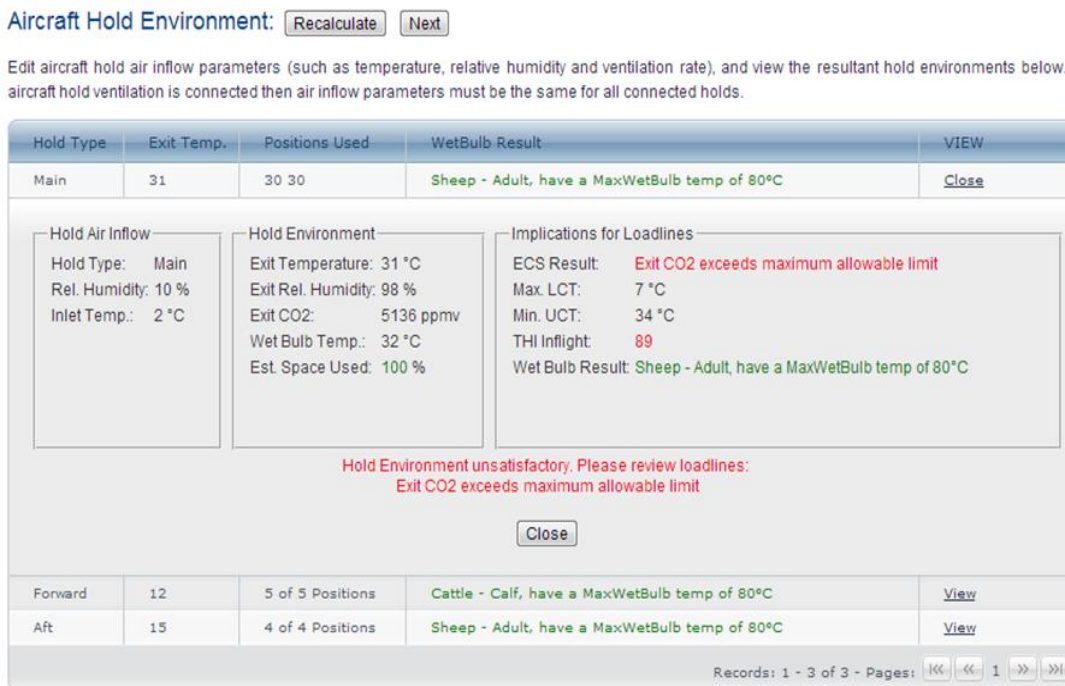 Aircraft Hold Environment: Recalculate Next
Edit aircraft hold air inflow parameters (such as temperature, relative humidity and ventilation rate), and view the resultant hold environments below.
aircraft hold ventilation is connected then air inflow parameters must be the same for all connected holds.
Hold Type Exit Temp. Positions Used WetBulb Result VIEW
Main 31 30 30 Sheep - Adult, have a MaxWetBulb temp of 80ºC Close
Hold Air Inflow
Hold Type: Main
Rel. Humidity: 10 %
Inlet Temp.: 2 °C
Hold Environment
Exit Temperature: 31 °C
Exit Rel. Humidity: 98 %
Exit CO2: 5136 ppmv
Wet Bulb Temp.: 32 °C
Est. Space Used: 100 %
Implications for Loadlines
ECS Result: Exit CO2 exceeds maximum allowable limit
Max. LCT: 7 °C
Min. UCT: 34 °C
THI Inflight: 89
Wet Bulb Result: Sheep - Adult, have a MaxWetBulb temp of 80°C
Hold Environment unsatisfactory. Please review loadlines:
Exit CO2 exceeds maximum allowable limit
Close
Forward 12 5 of 5 Positions Cattle - Calf, have a MaxWetBulb temp of 80ºC View
Aft 15 4 of 4 Positions Sheep - Adult, have a MaxWetBulb temp of 80ºC View
Records: 1 - 3 of 3 - Pages: 1